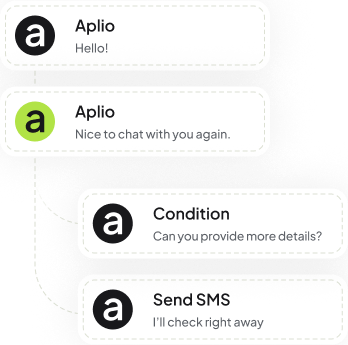 a
Aplio
Hello!
a
Aplio
Nice to chat with you again.
a
Condition
Can you provide more details?
a
Send SMS
I'll check right away